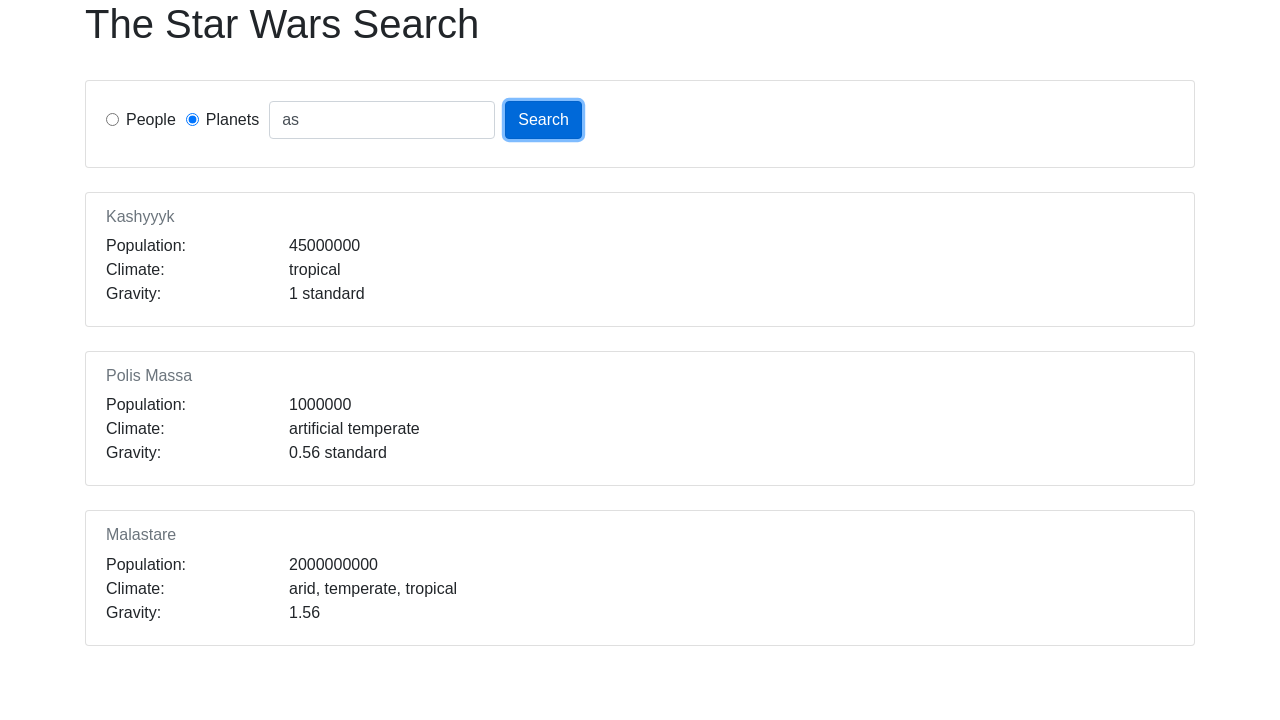 The Star Wars Search
People Planets as Search
Kashyyyk
Population: 45000000
Climate: tropical
Gravity: 1 standard
Polis Massa
Population: 1000000
Climate: artificial temperate
Gravity: 0.56 standard
Malastare
Population: 2000000000
Climate: arid, temperate, tropical
Gravity: 1.56